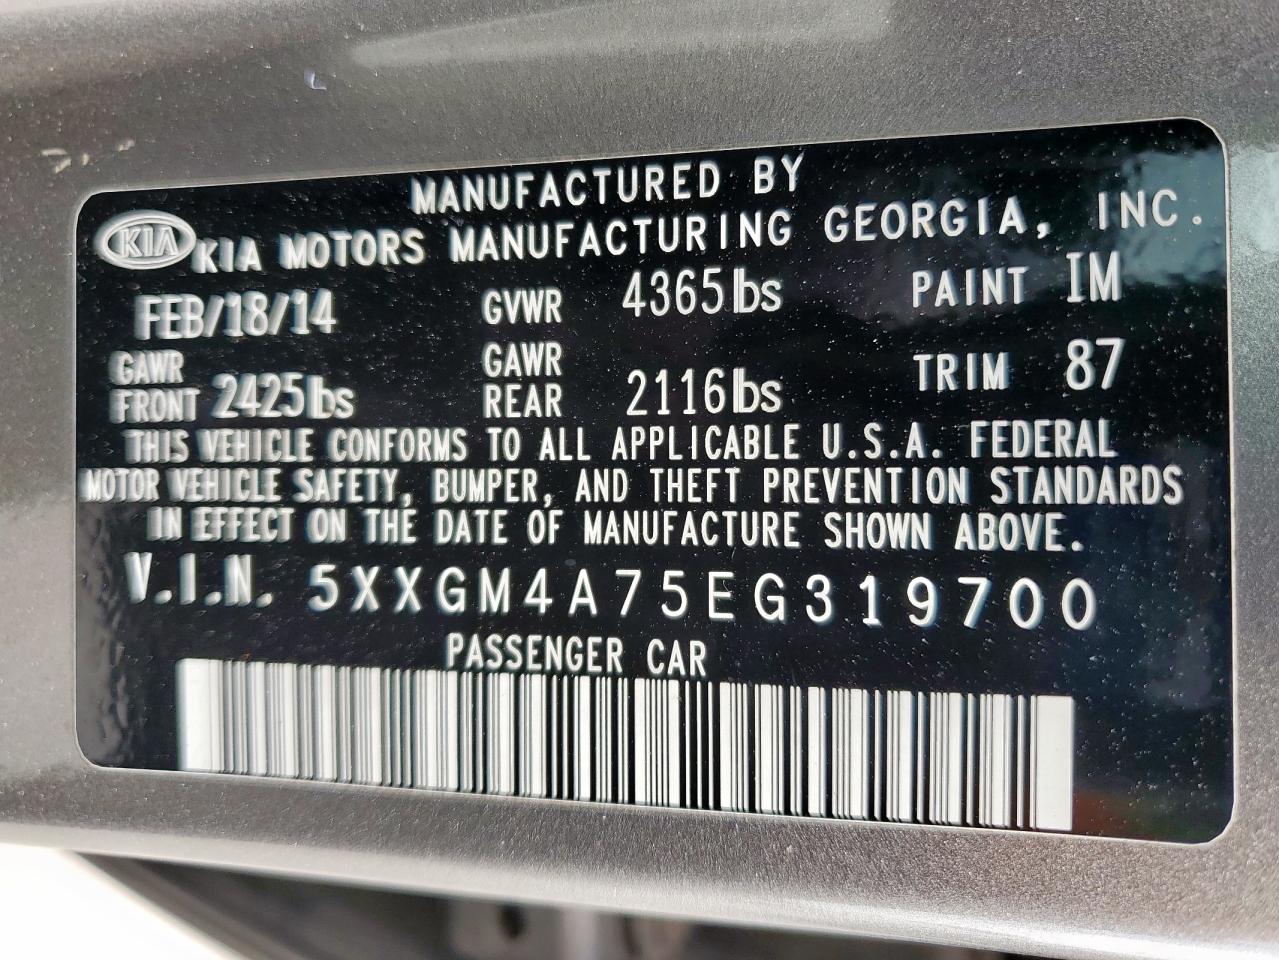 MANUFACTURED BY
KIA KIA MOTORS MANUFACTURING GEORGIA, INC.
FEB/18/14 GVWR 4365lbs PAINT IM
GAWR FRONT 2425lbs GAWR REAR 2116lbs TRIM 87
THIS VEHICLE CONFORMS TO ALL APPLICABLE U.S.A. FEDERAL
MOTOR VEHICLE SAFETY, BUMPER, AND THEFT PREVENTION STANDARDS
IN EFFECT ON THE DATE OF MANUFACTURE SHOWN ABOVE.
V.I.N. 5XXGM4A75EG319700
PASSENGER CAR